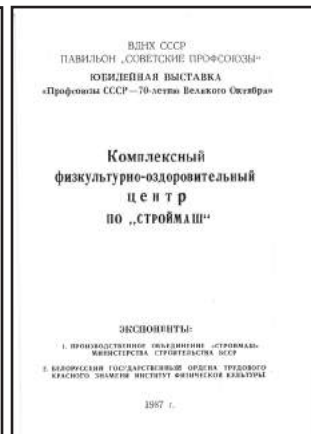 ВДНХ СССР
ПАВИЛЬОН „СОВЕТСКИЕ ПРОФСОЮЗЫ“
ЮБИЛЕЙНАЯ ВЫСТАВКА
«Профсоюзы СССР — 70-летию Великого Октября»
Комплексный
физкультурно-оздоровительный
центр
ПО „СТРОЙМАШ“
ЭКСПОНЕНТЫ:
1. ПРОИЗВОДСТВЕННОЕ ОБЪЕДИНЕНИЕ «СТРОЙМАШ»
МИНИСТЕРСТВА СТРОИТЕЛЬСТВА БССР
2. БЕЛОРУССКИЙ ГОСУДАРСТВЕННЫЙ ОРДЕНА ТРУДОВОГО
КРАСНОГО ЗНАМЕНИ ИНСТИТУТ ФИЗИЧЕСКОЙ КУЛЬТУРЫ
1987 г.